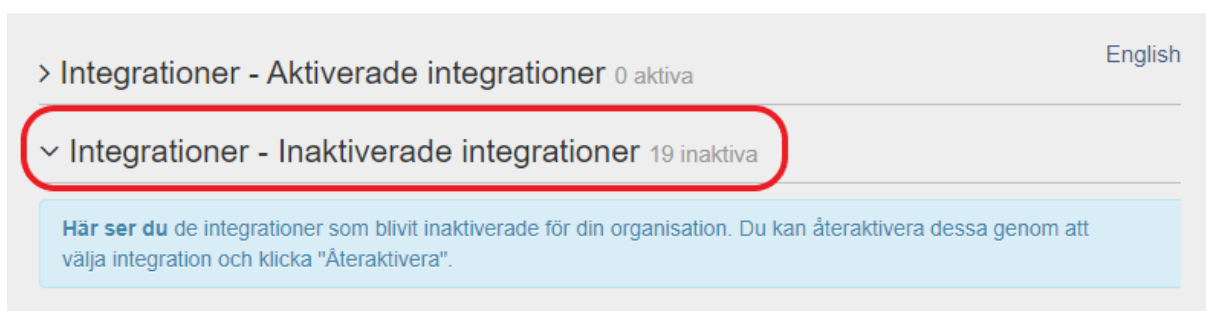 English
Integrationer - Aktiverade integrationer 0 aktiva
Integrationer - Inaktiverade integrationer 19 inaktiva
Här ser du de integrationer som blivit inaktiverade för din organisation. Du kan återaktivera dessa genom att
välja integration och klicka "Återaktivera".